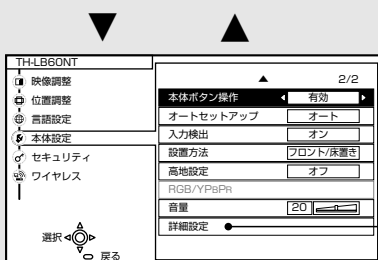 TH-LB60NT
映像調整
位置調整
言語設定
本体設定
セキュリティ
ワイヤレス
選択
戻る
2/2
本体ボタン操作 有効
オートセットアップ オート
入力検出 オン
設置方法 フロント/床置き
高地設定 オフ
RGB/YPBPR
音量 20
詳細設定